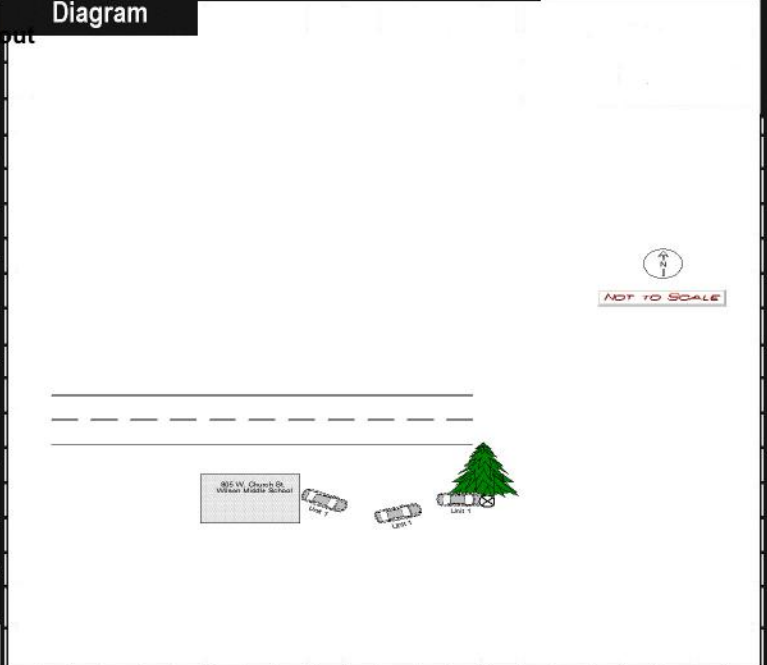 Diagram
out
N
NOT TO SCALE
805 W. Church St.
Wilson Middle School
Unit 1
Unit 1
Unit 1